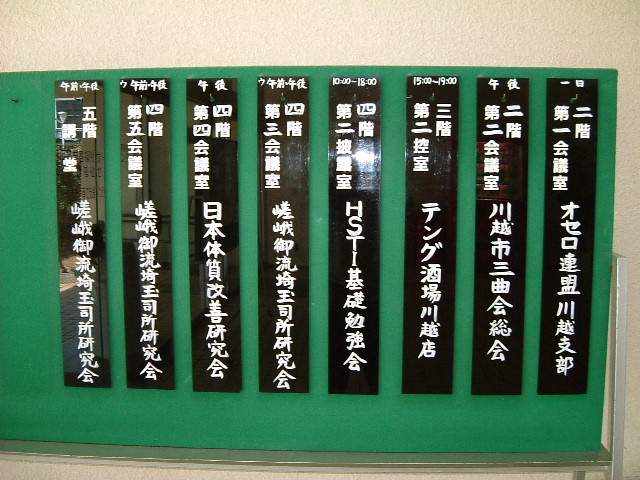 一日
二階
第一会議室
オセロ連盟川越支部
午後
二階
第二会議室
川越市三曲会総会
15:00~19:00
三階
第二控室
テング酒場川越店
10:00~18:00
四階
第二披露室
HSTI基礎勉強会
午前・午後
四階
第三会議室
嵯峨御流埼玉司所研究会
午後
四階
第四会議室
日本体質改善研究会
午前・午後
四階
第五会議室
嵯峨御流埼玉司所研究会
午前・午後
五階
講堂
嵯峨御流埼玉司所研究会